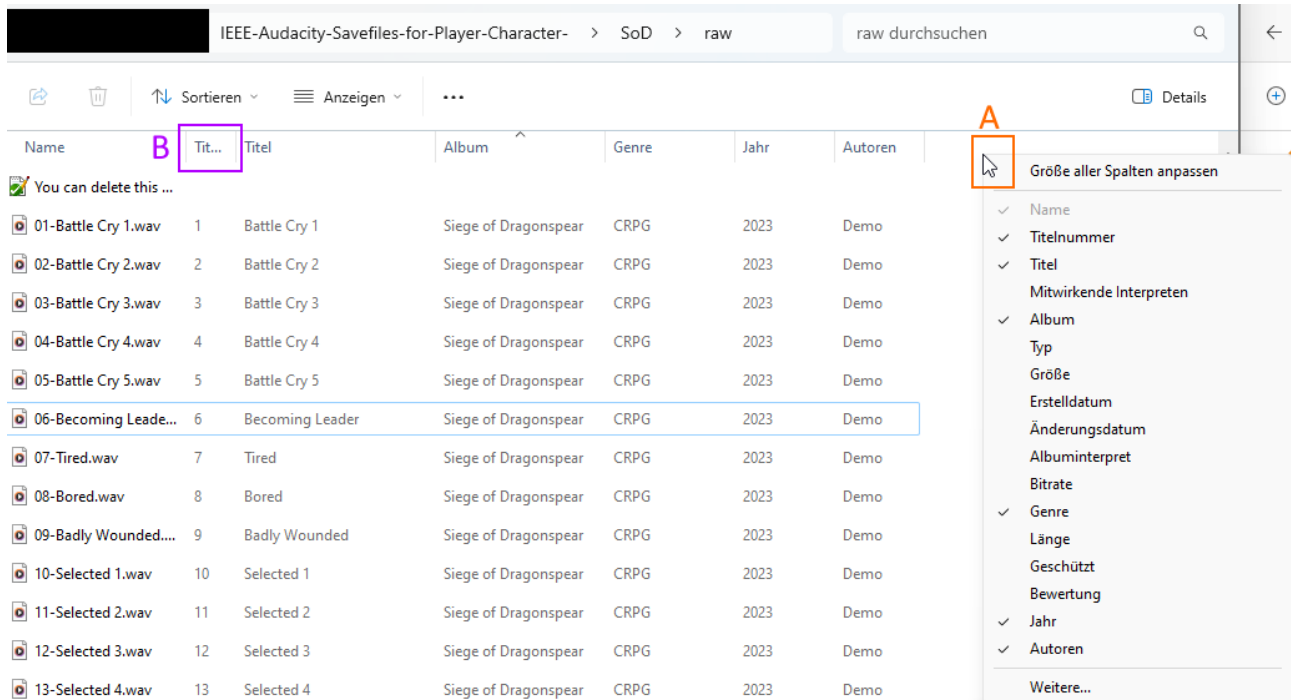 IEEE-Audacity-Savefiles-for-Player-Character- > SoD > raw
raw durchsuchen
Sortieren
Anzeigen
...
Details
A
B
Name Tit... Titel Album Genre Jahr Autoren
You can delete this ...
01-Battle Cry 1.wav 1 Battle Cry 1 Siege of Dragonspear CRPG 2023 Demo
02-Battle Cry 2.wav 2 Battle Cry 2 Siege of Dragonspear CRPG 2023 Demo
03-Battle Cry 3.wav 3 Battle Cry 3 Siege of Dragonspear CRPG 2023 Demo
04-Battle Cry 4.wav 4 Battle Cry 4 Siege of Dragonspear CRPG 2023 Demo
05-Battle Cry 5.wav 5 Battle Cry 5 Siege of Dragonspear CRPG 2023 Demo
06-Becoming Leade... 6 Becoming Leader Siege of Dragonspear CRPG 2023 Demo
07-Tired.wav 7 Tired Siege of Dragonspear CRPG 2023 Demo
08-Bored.wav 8 Bored Siege of Dragonspear CRPG 2023 Demo
09-Badly Wounded.... 9 Badly Wounded Siege of Dragonspear CRPG 2023 Demo
10-Selected 1.wav 10 Selected 1 Siege of Dragonspear CRPG 2023 Demo
11-Selected 2.wav 11 Selected 2 Siege of Dragonspear CRPG 2023 Demo
12-Selected 3.wav 12 Selected 3 Siege of Dragonspear CRPG 2023 Demo
13-Selected 4.wav 13 Selected 4 Siege of Dragonspear CRPG 2023 Demo
Größe aller Spalten anpassen
Name
Titelnummer
Titel
Mitwirkende Interpreten
Album
Typ
Größe
Erstelldatum
Änderungsdatum
Albuminterpret
Bitrate
Genre
Länge
Geschützt
Bewertung
Jahr
Autoren
Weitere...